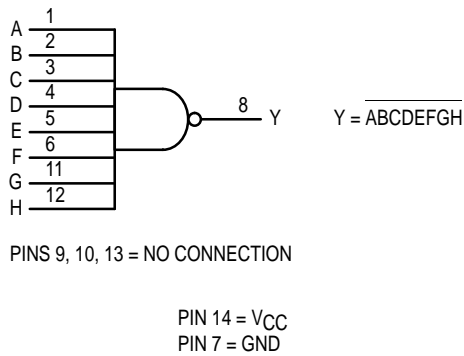 A 1
B 2
C 3
D 4
E 5
F 6
G 11
H 12
8 Y
Y = ABCDEFGH
PINS 9, 10, 13 = NO CONNECTION
PIN 14 = VCC
PIN 7 = GND